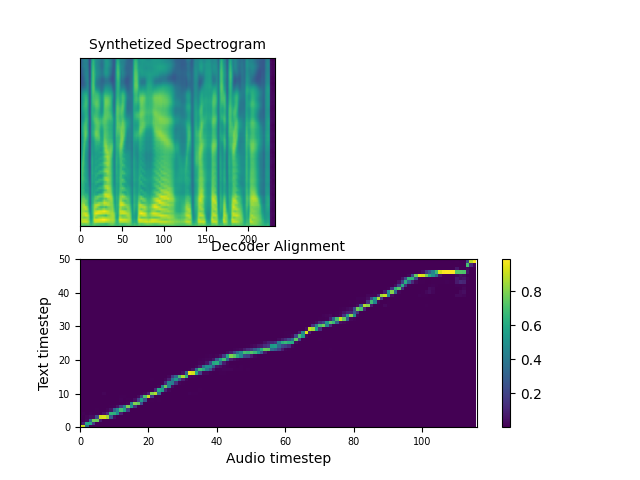 Synthetized Spectrogram
0 50 100 150 200
Decoder Alignment
50
40
30
20
10
0
Text timestep
0 20 40 60 80 100
Audio timestep
0.8
0.6
0.4
0.2